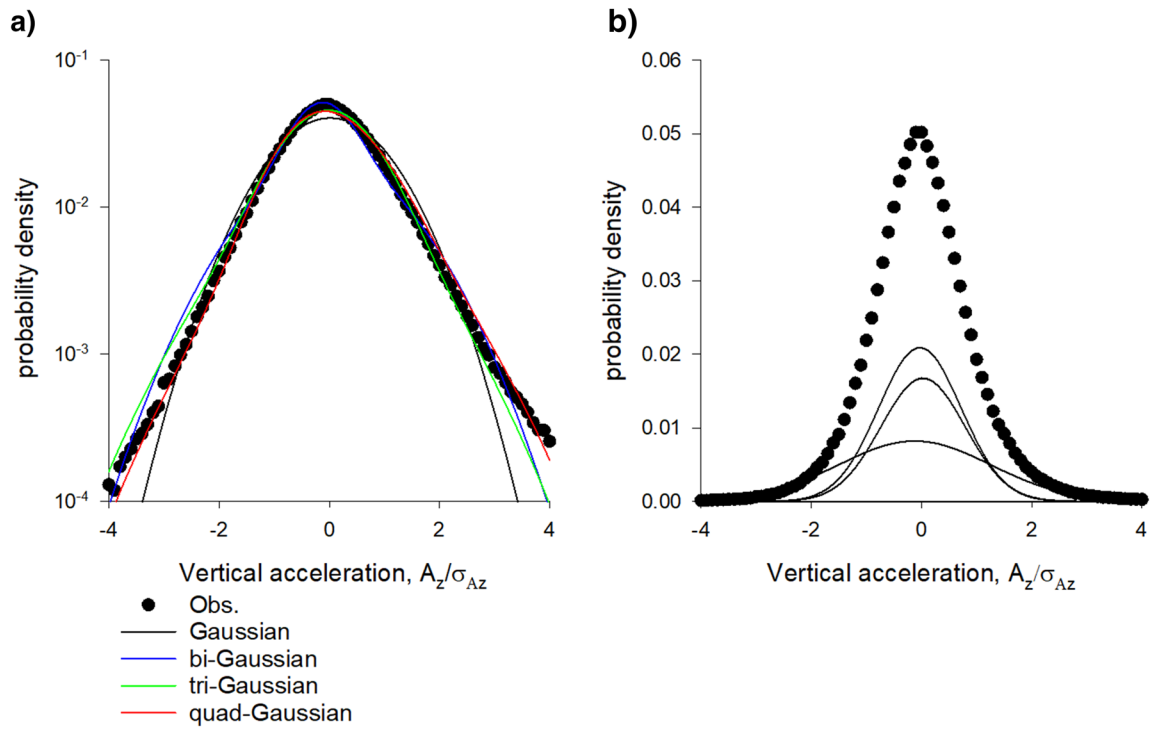 a)
10⁻¹
10⁻²
10⁻³
10⁻⁴
probability density
-4 -2 0 2 4
Vertical acceleration, A_z/σ_Az
Obs.
Gaussian
bi-Gaussian
tri-Gaussian
quad-Gaussian
b)
0.06
0.05
0.04
0.03
0.02
0.01
0.00
probability density
-4 -2 0 2 4
Vertical acceleration, A_z/σ_Az